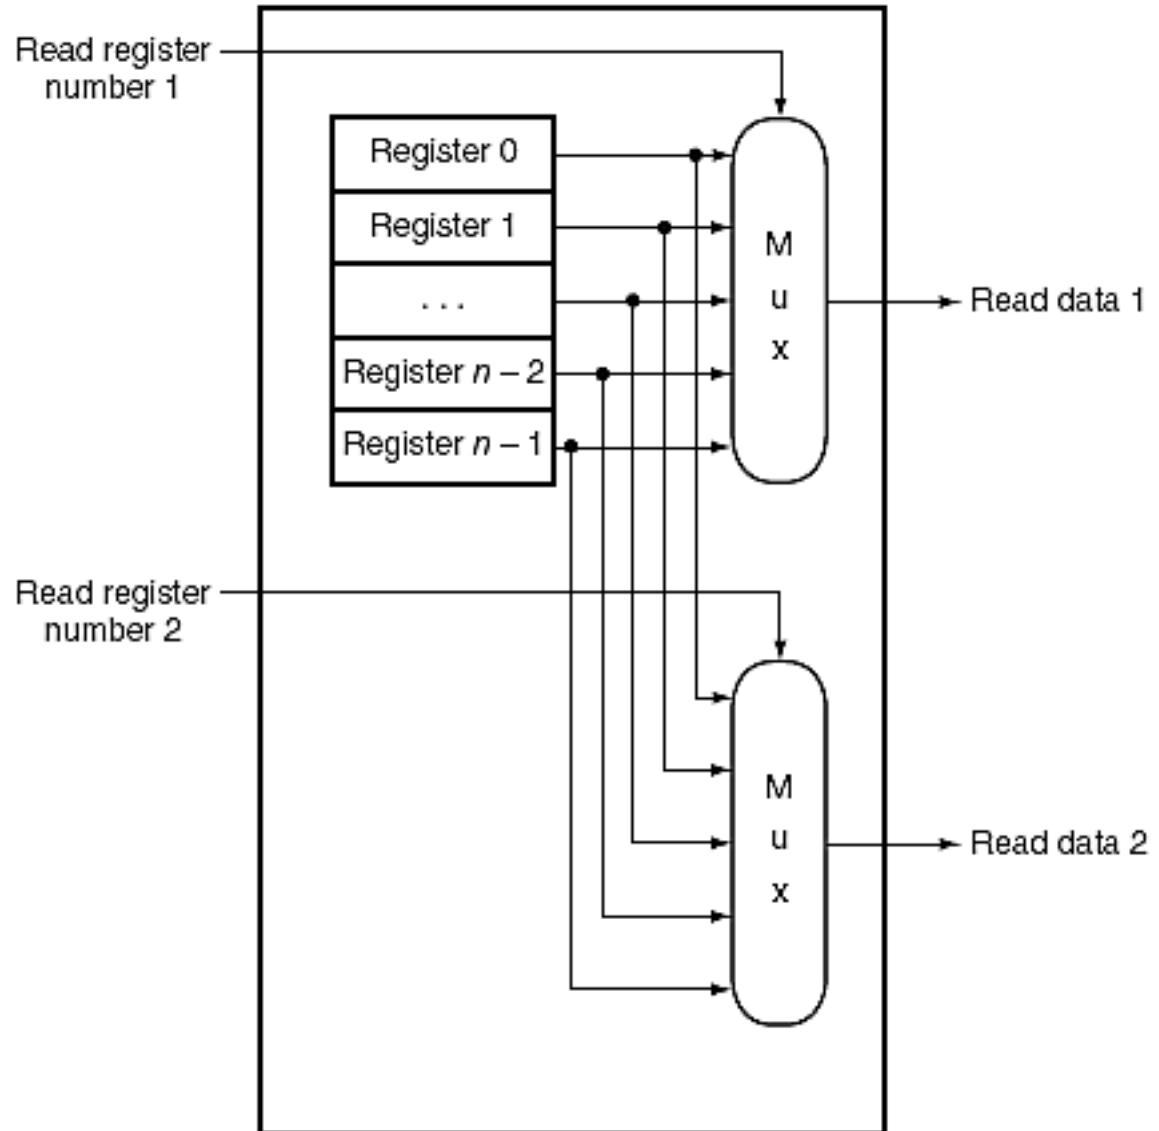 Read register
number 1
Register 0
Register 1
. . .
Register n – 2
Register n – 1
M
u
x
Read data 1
Read register
number 2
M
u
x
Read data 2